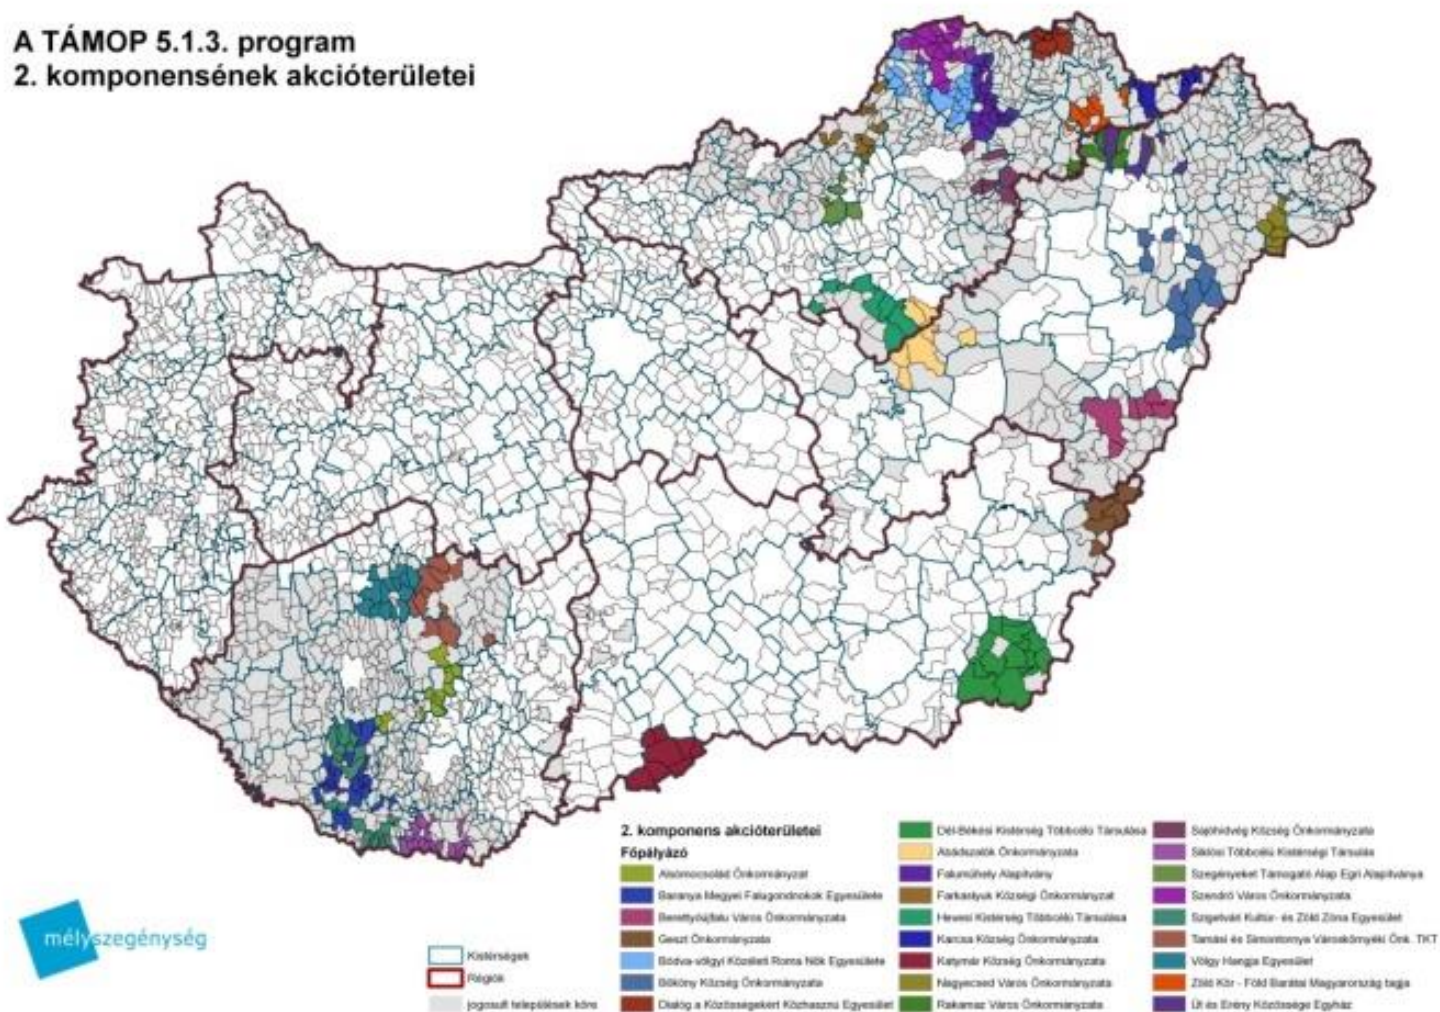 A TÁMOP 5.1.3. program
2. komponensének akcióterületei
2. komponens akcióterületei
Főpályázó
Alsómocsolád Önkormányzat
Baranya Megyei Falugondnokok Egyesülete
Berettyóújfalu Város Önkormányzata
Geszt Önkormányzata
Bódva-völgyi Közéleti Roma Nők Egyesülete
Bököny Község Önkormányzata
Dialóg a Közösségekért Közhasznú Egyesület
Dél-Békési Kistérség Többcélú Társulása
Abádszalók Önkormányzata
Faluműhely Alapítvány
Farkaslyuk Községi Önkormányzat
Hevesi Kistérség Többcélú Társulása
Karcsa Község Önkormányzata
Katymár Község Önkormányzata
Nagyecsed Város Önkormányzata
Rakamaz Város Önkormányzata
Sajóhídvég Község Önkormányzata
Siklósi Többcélú Kistérségi Társulás
Szegényeket Támogató Alap Egri Alapítványa
Szendrő Város Önkormányzata
Szigetvári Kultúr- és Zöld Zóna Egyesület
Tamási és Simontornya Városkörnyéki Önk. TKT
Völgy Hangja Egyesület
Zöld Kör - Föld Barátai Magyarország tagja
Út és Erény Közössége Egyház
Kistérségek
Régiók
jogosult települések köre
mélyszegénység